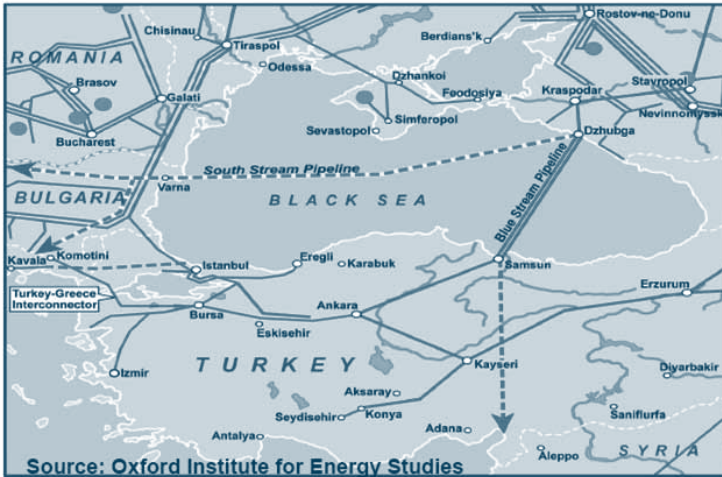 Chisinau
Berdians'k
Rostov-ne-Donu
Tiraspol
ROMANIA
Odessa
Dzhankoi
Brasov
Feodosiya
Kraspodar
Stavropol
Galati
Simferopol
Nevinnomyssk
Bucharest
Sevastopol
Dzhubga
South Stream Pipeline
Varna
BULGARIA
BLACK SEA
Blue Stream Pipeline
Kavala
Komotini
Istanbul
Eregli
Karabuk
Samsun
Turkey-Greece
Interconnector
Bursa
Ankara
Erzurum
Eskisehir
TURKEY
Izmir
Kayseri
Diyarbakir
Aksaray
Seydisehir
Konya
Saniflurfa
Antalya
Adana
SYRIA
Aleppo
Source: Oxford Institute for Energy Studies